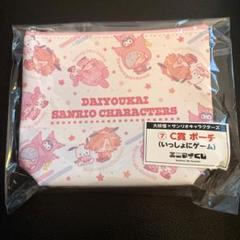 DAIYOUKAI
SANRIO CHARACTERS
大妖怪×サンリオキャラクターズ
⑦ C賞 ポーチ
(いっしょにゲーム)